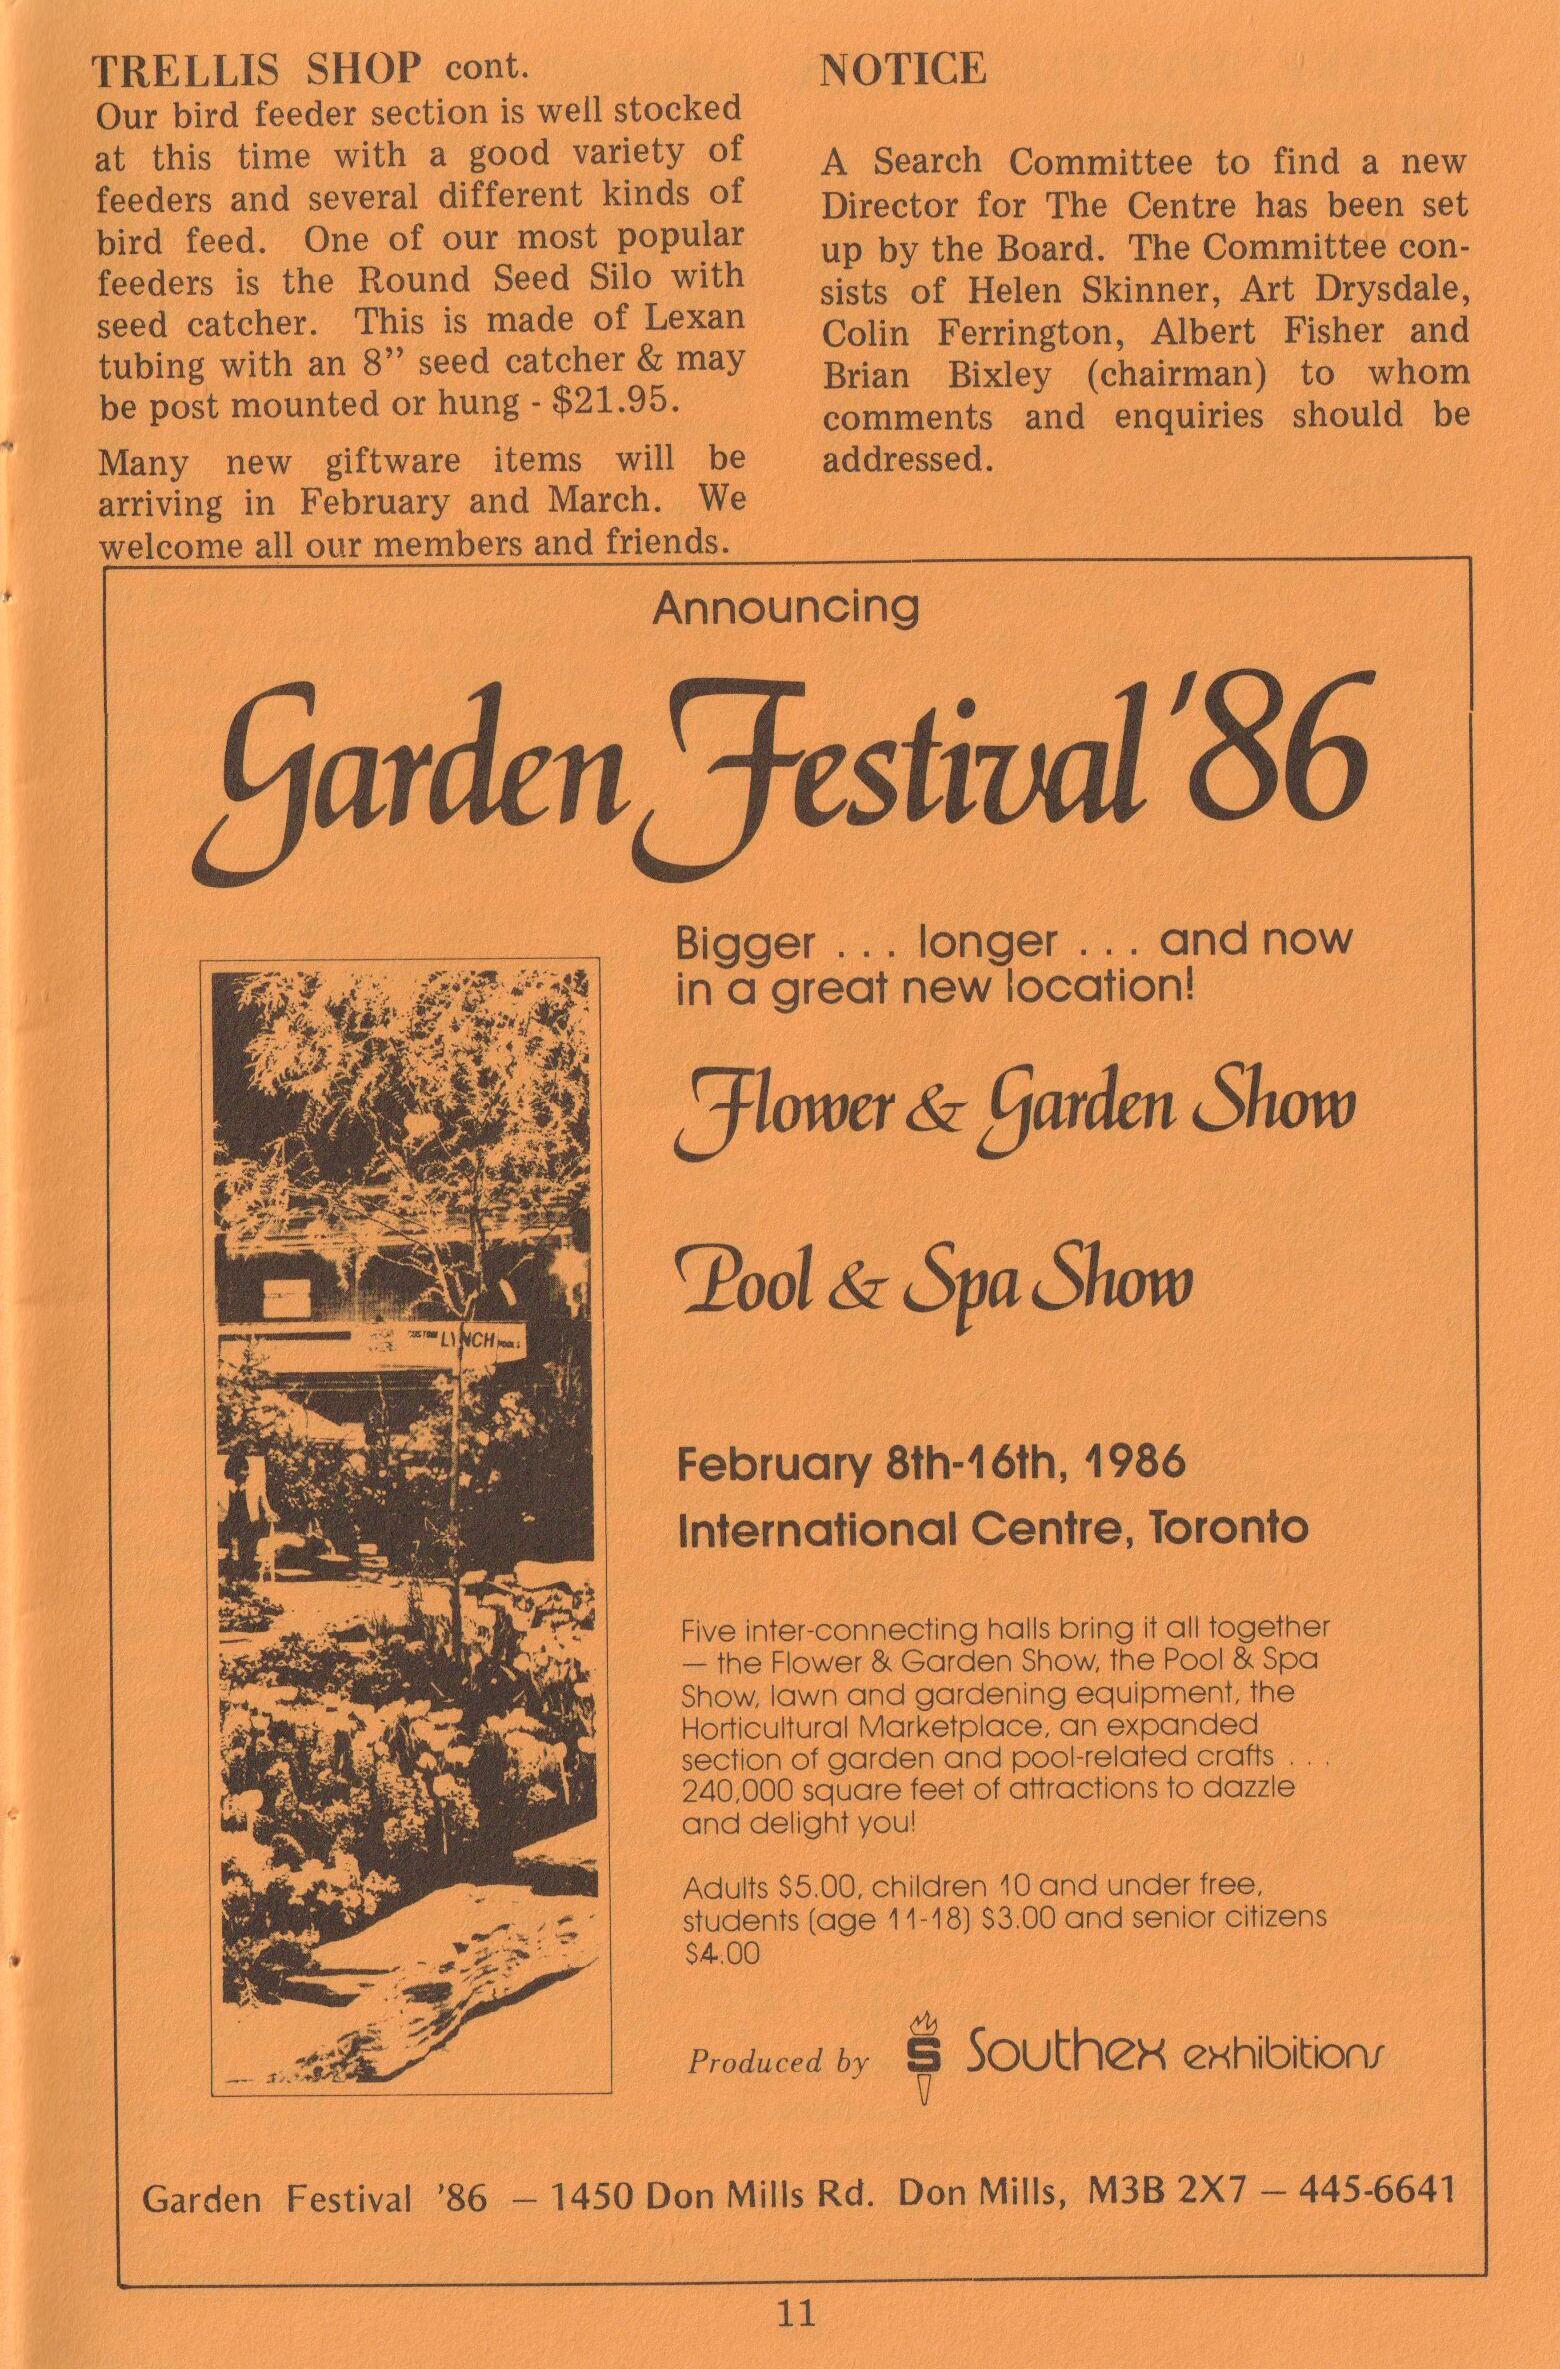 TRELLIS SHOP cont.
Our bird feeder section is well stocked
at this time with a good variety of
feeders and several different kinds of
bird feed. One of our most popular
feeders is the Round Seed Silo with
seed catcher. This is made of Lexan
tubing with an 8” seed catcher & may
be post mounted or hung - $21.95.
Many new giftware items will be
arriving in February and March. We
welcome all our members and friends.
NOTICE
A Search Committee to find a new
Director for The Centre has been set
up by the Board. The Committee con-
sists of Helen Skinner, Art Drysdale,
Colin Ferrington, Albert Fisher and
Brian Bixley (chairman) to whom
comments and enquiries should be
addressed.
Announcing
Garden Festival '86
Bigger . . . longer . . . and now
in a great new location!
Flower & Garden Show
Pool & Spa Show
LYNCH
February 8th-16th, 1986
International Centre, Toronto
Five inter-connecting halls bring it all together
— the Flower & Garden Show, the Pool & Spa
Show, lawn and gardening equipment, the
Horticultural Marketplace, an expanded
section of garden and pool-related crafts . . .
240,000 square feet of attractions to dazzle
and delight you!
Adults $5.00, children 10 and under free,
students (age 11-18) $3.00 and senior citizens
$4.00
Produced by S Southex exhibitions
Garden Festival '86 — 1450 Don Mills Rd. Don Mills, M3B 2X7 — 445-6641
11